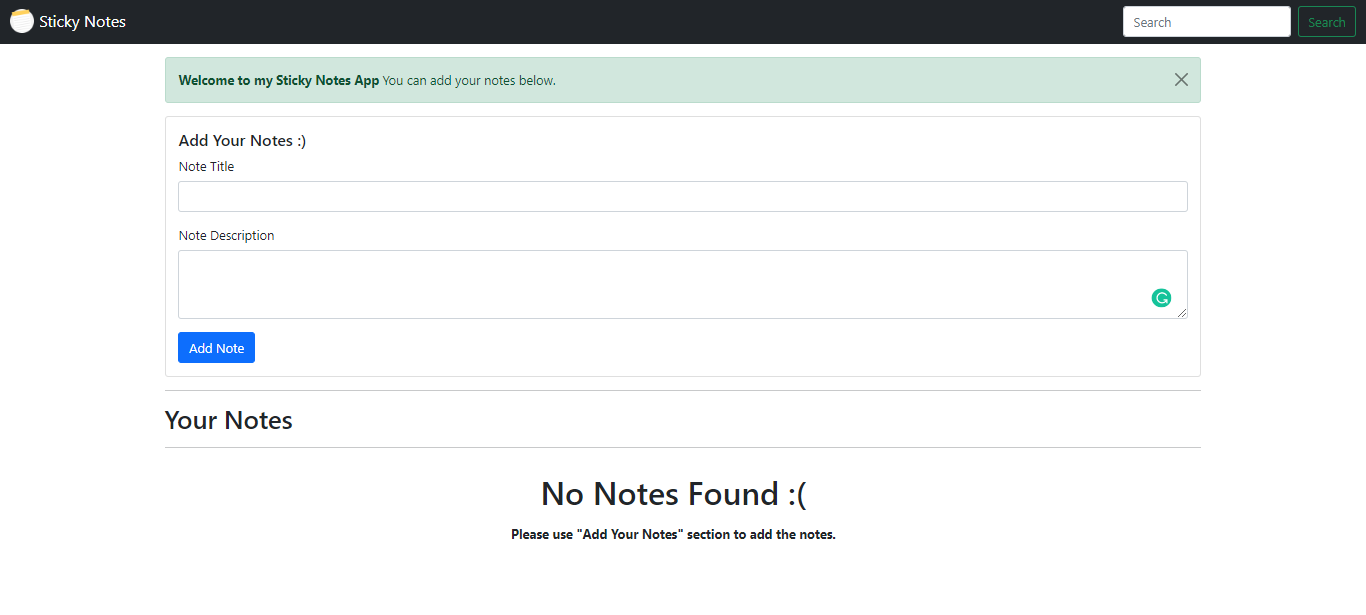 Sticky Notes
Search
Search
Welcome to my Sticky Notes App You can add your notes below.
Add Your Notes :)
Note Title
Note Description
Add Note
Your Notes
No Notes Found :(
Please use "Add Your Notes" section to add the notes.